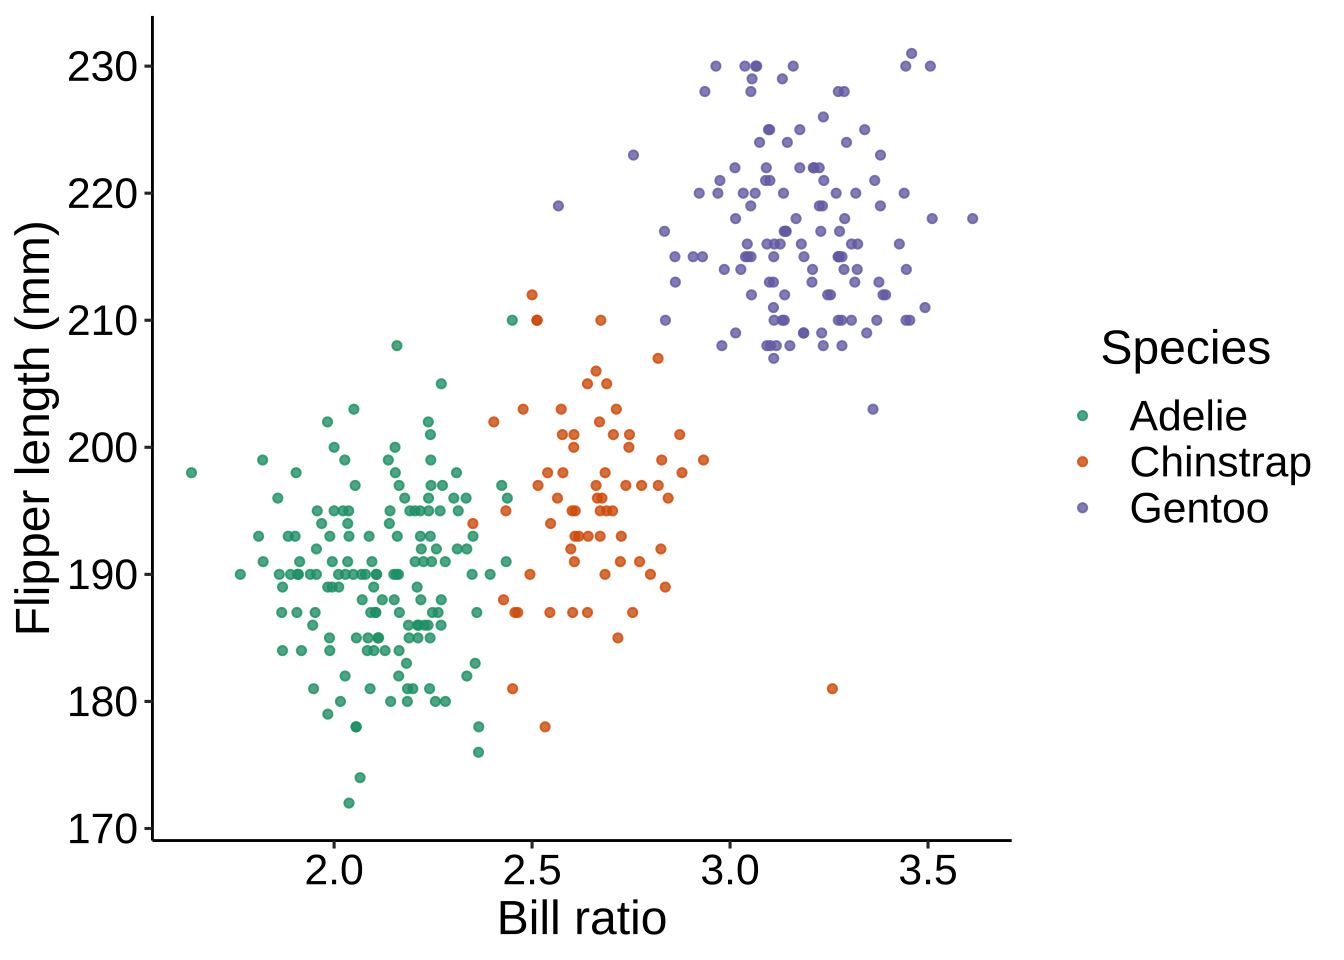 230
220
210
200
190
180
170
Flipper length (mm)
2.0 2.5 3.0 3.5
Bill ratio
Species
Adelie
Chinstrap
Gentoo